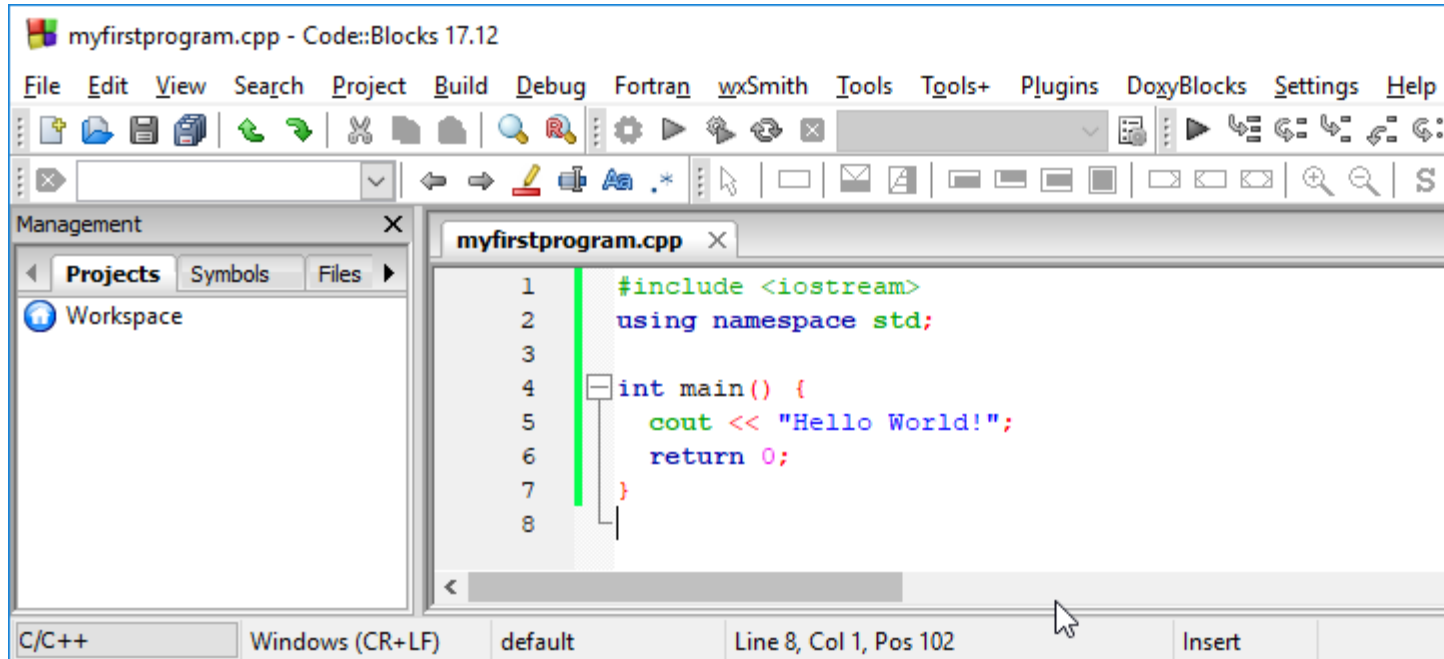 myfirstprogram.cpp - Code::Blocks 17.12
File Edit View Search Project Build Debug Fortran wxSmith Tools Tools+ Plugins DoxyBlocks Settings Help
Aa .* S
Management
myfirstprogram.cpp
Projects Symbols Files
Workspace
1 #include <iostream>
2 using namespace std;
3
4 int main() {
5 cout << "Hello World!";
6 return 0;
7 }
8
C/C++ Windows (CR+LF) default Line 8, Col 1, Pos 102 Insert